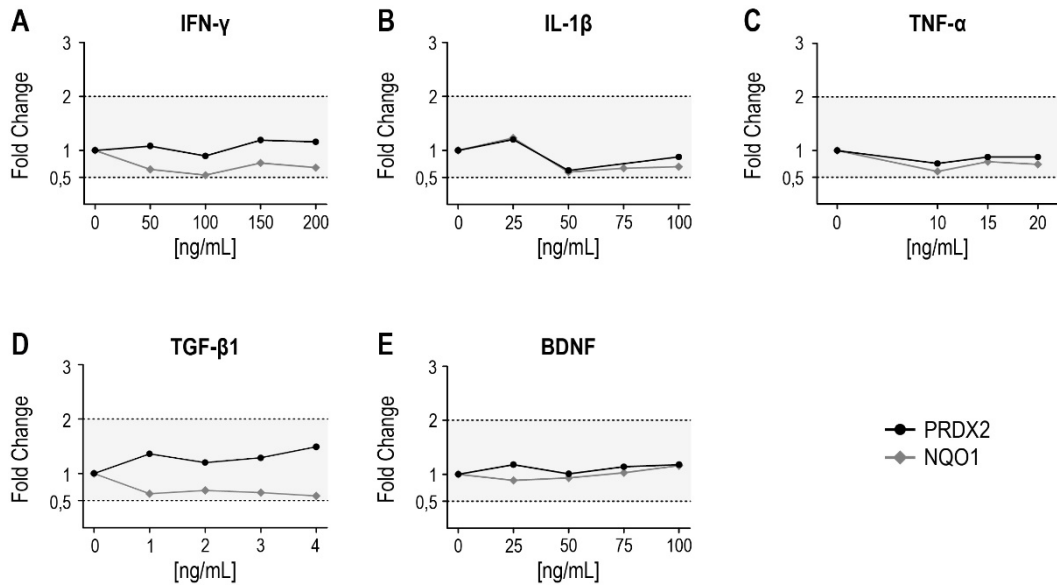 A
IFN-γ
3
2
1
0,5
Fold Change
0 50 100 150 200
[ng/mL]
B
IL-1β
3
2
1
0,5
Fold Change
0 25 50 75 100
[ng/mL]
C
TNF-α
3
2
1
0,5
Fold Change
0 10 15 20
[ng/mL]
D
TGF-β1
3
2
1
0,5
Fold Change
0 1 2 3 4
[ng/mL]
E
BDNF
3
2
1
0,5
Fold Change
0 25 50 75 100
[ng/mL]
PRDX2
NQO1